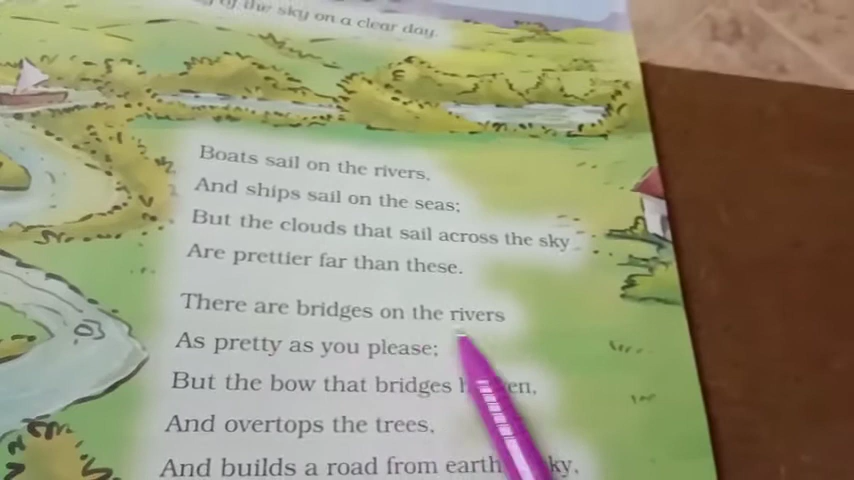 of the sky on a clear day.
Boats sail on the rivers,
And ships sail on the seas;
But the clouds that sail across the sky
Are prettier far than these.
There are bridges on the rivers
As pretty as you please;
But the bow that bridges
And overtops the trees,
And builds a road from earth